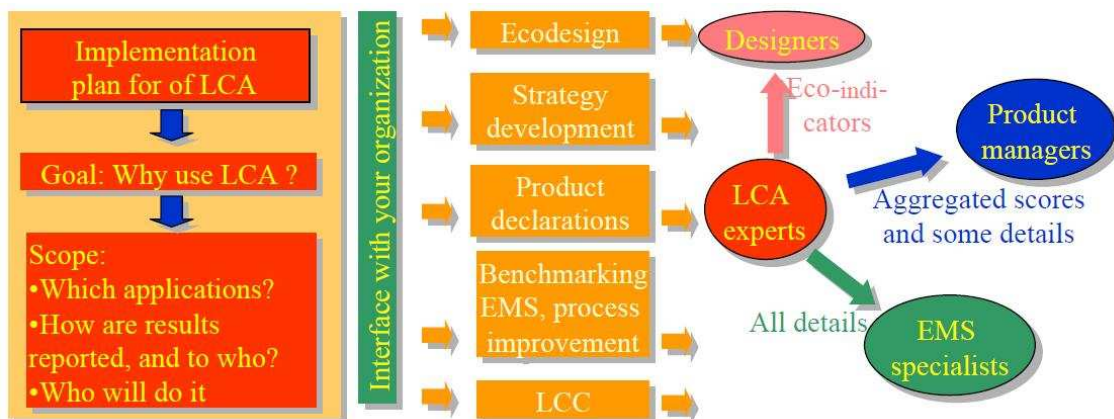 Implementation
plan for of LCA
Goal: Why use LCA ?
Scope:
•Which applications?
•How are results
reported, and to who?
•Who will do it
Interface with your organization
Ecodesign
Strategy
development
Product
declarations
Benchmarking
EMS, process
improvement
LCC
Designers
Eco-indi-
cators
LCA
experts
Product
managers
Aggregated scores
and some details
All details
EMS
specialists